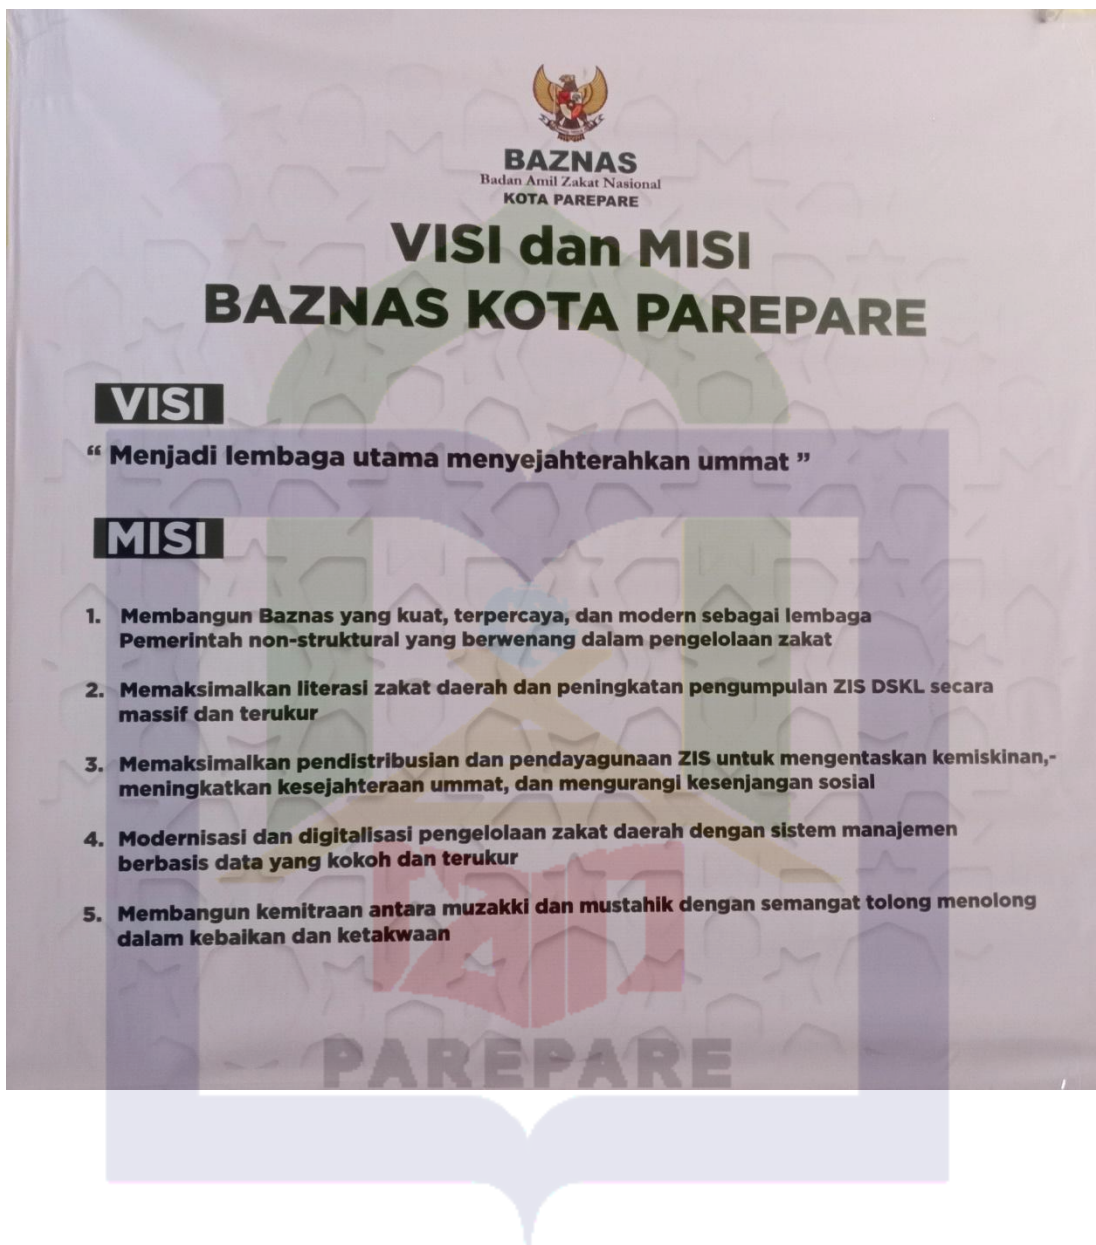 BAZNAS
Badan Amil Zakat Nasional
KOTA PAREPARE
VISI dan MISI
BAZNAS KOTA PAREPARE
VISI
“ Menjadi lembaga utama menyejahterahkan ummat ”
MISI
1. Membangun Baznas yang kuat, terpercaya, dan modern sebagai lembaga
Pemerintah non-struktural yang berwenang dalam pengelolaan zakat
2. Memaksimalkan literasi zakat daerah dan peningkatan pengumpulan ZIS DSKL secara
massif dan terukur
3. Memaksimalkan pendistribusian dan pendayagunaan ZIS untuk mengentaskan kemiskinan,-
meningkatkan kesejahteraan ummat, dan mengurangi kesenjangan sosial
4. Modernisasi dan digitalisasi pengelolaan zakat daerah dengan sistem manajemen
berbasis data yang kokoh dan terukur
5. Membangun kemitraan antara muzakki dan mustahik dengan semangat tolong menolong
dalam kebaikan dan ketakwaan
iain
PAREPARE